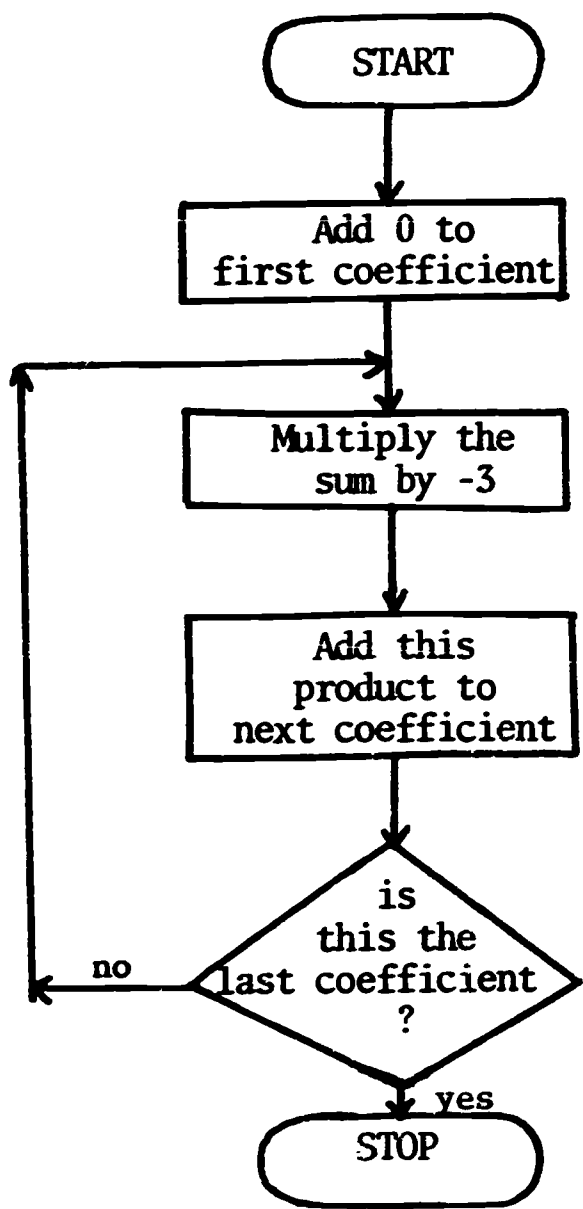 START
Add 0 to
first coefficient
Multiply the
sum by -3
Add this
product to
next coefficient
is
this the
last coefficient
?
no
yes
STOP